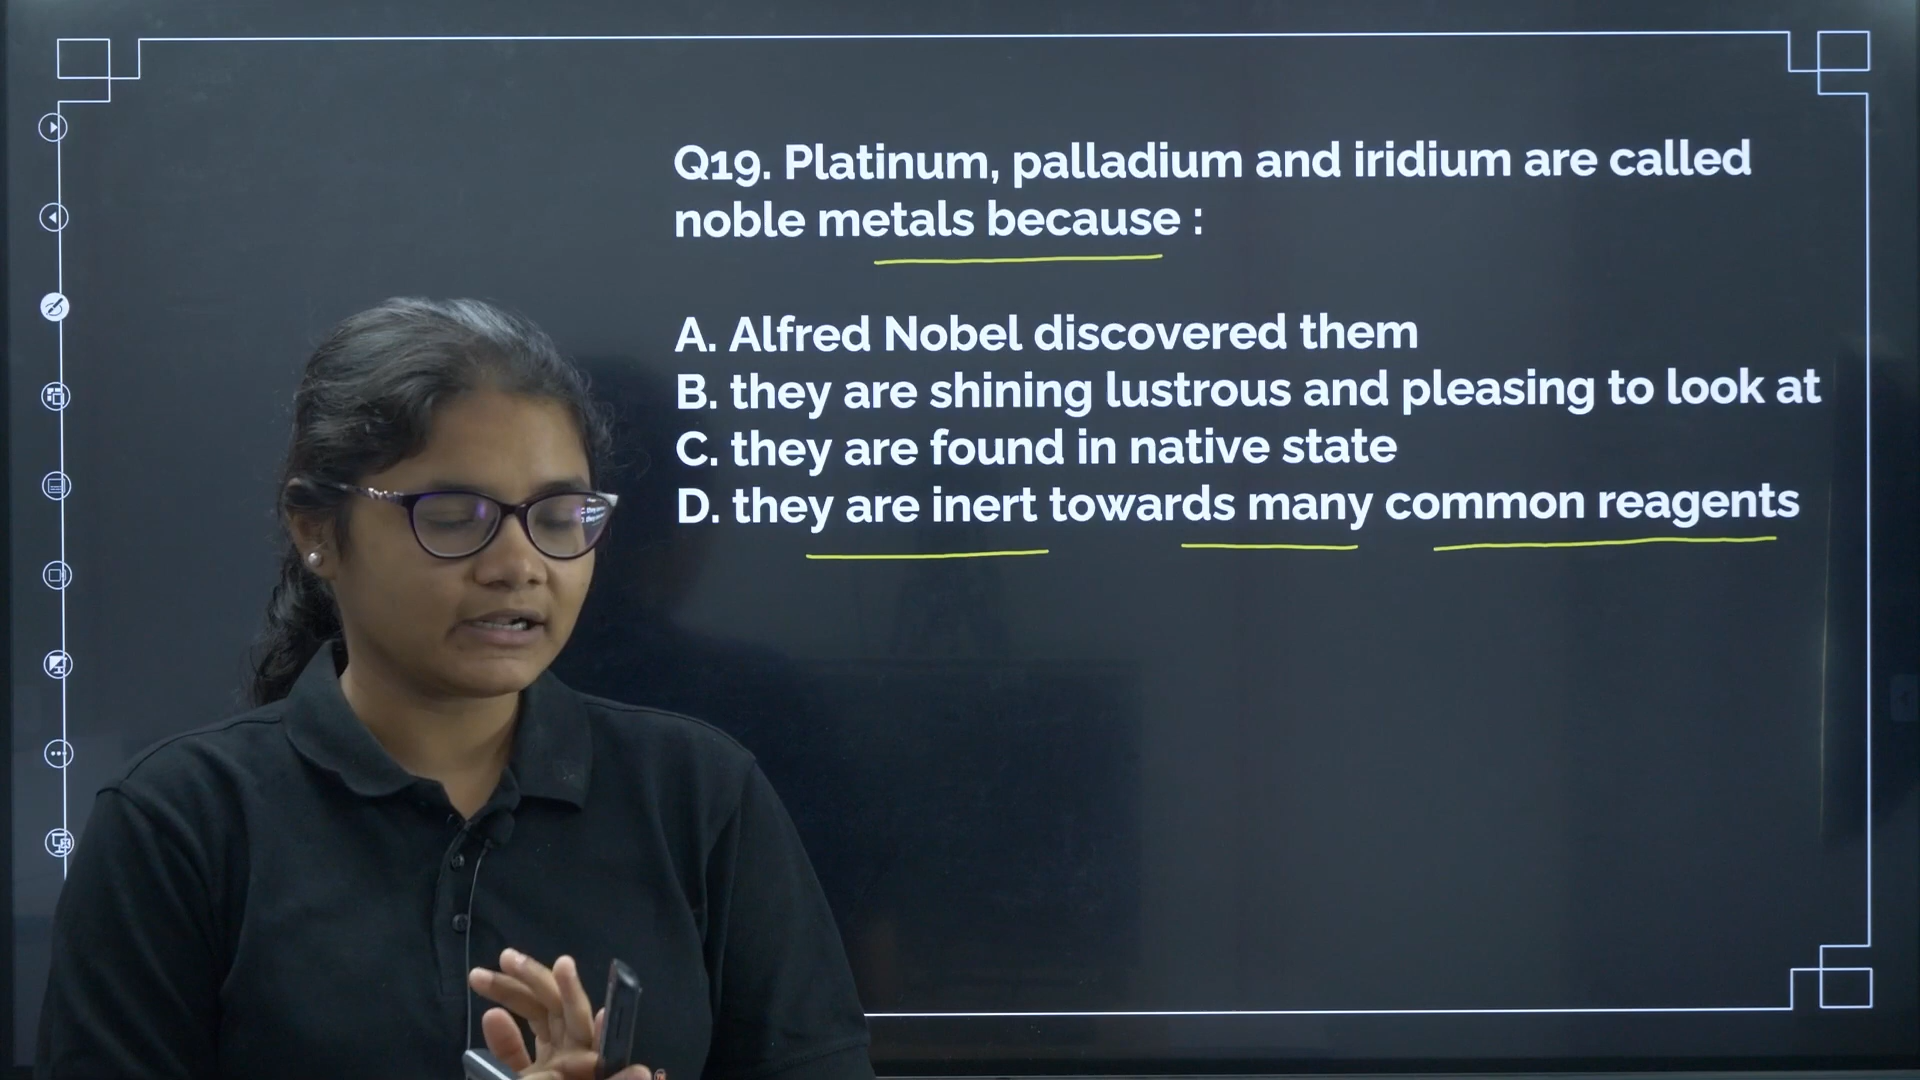 Q19. Platinum, palladium and iridium are called
noble metals because :
A. Alfred Nobel discovered them
B. they are shining lustrous and pleasing to look at
C. they are found in native state
D. they are inert towards many common reagents